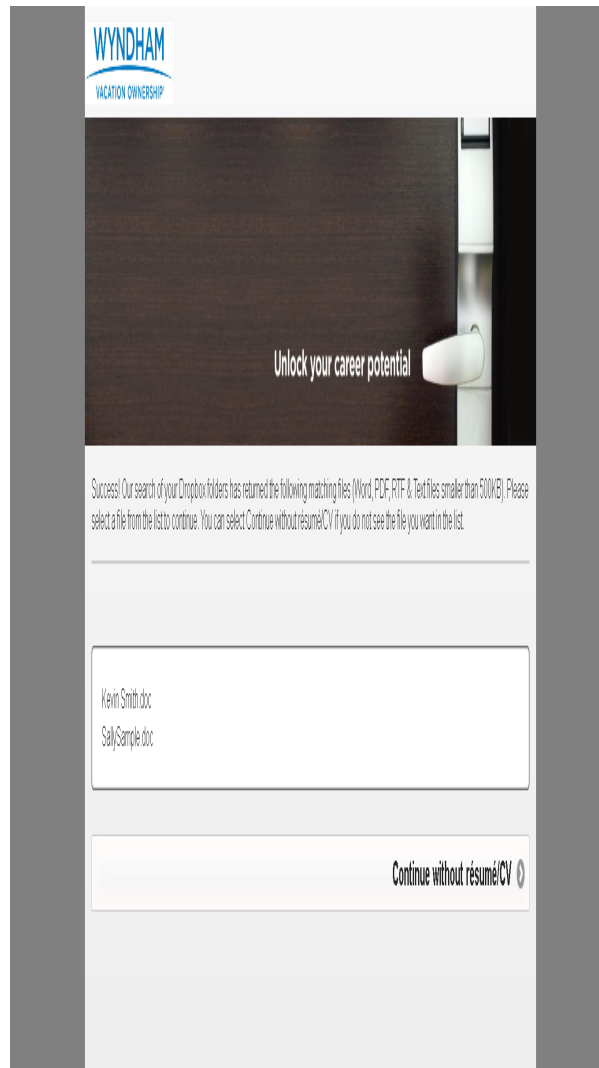 WYNDHAM
VACATION OWNERSHIP®
Unlock your career potential
Success! Our search of your Dropbox folders has returned the following matching files (Word, PDF, RTF & Text files smaller than 500KB). Please
select a file from the list to continue. You can select Continue without résumé/CV if you do not see the file you want in the list.
Kevin Smith.doc
SallySample.doc
Continue without résumé/CV